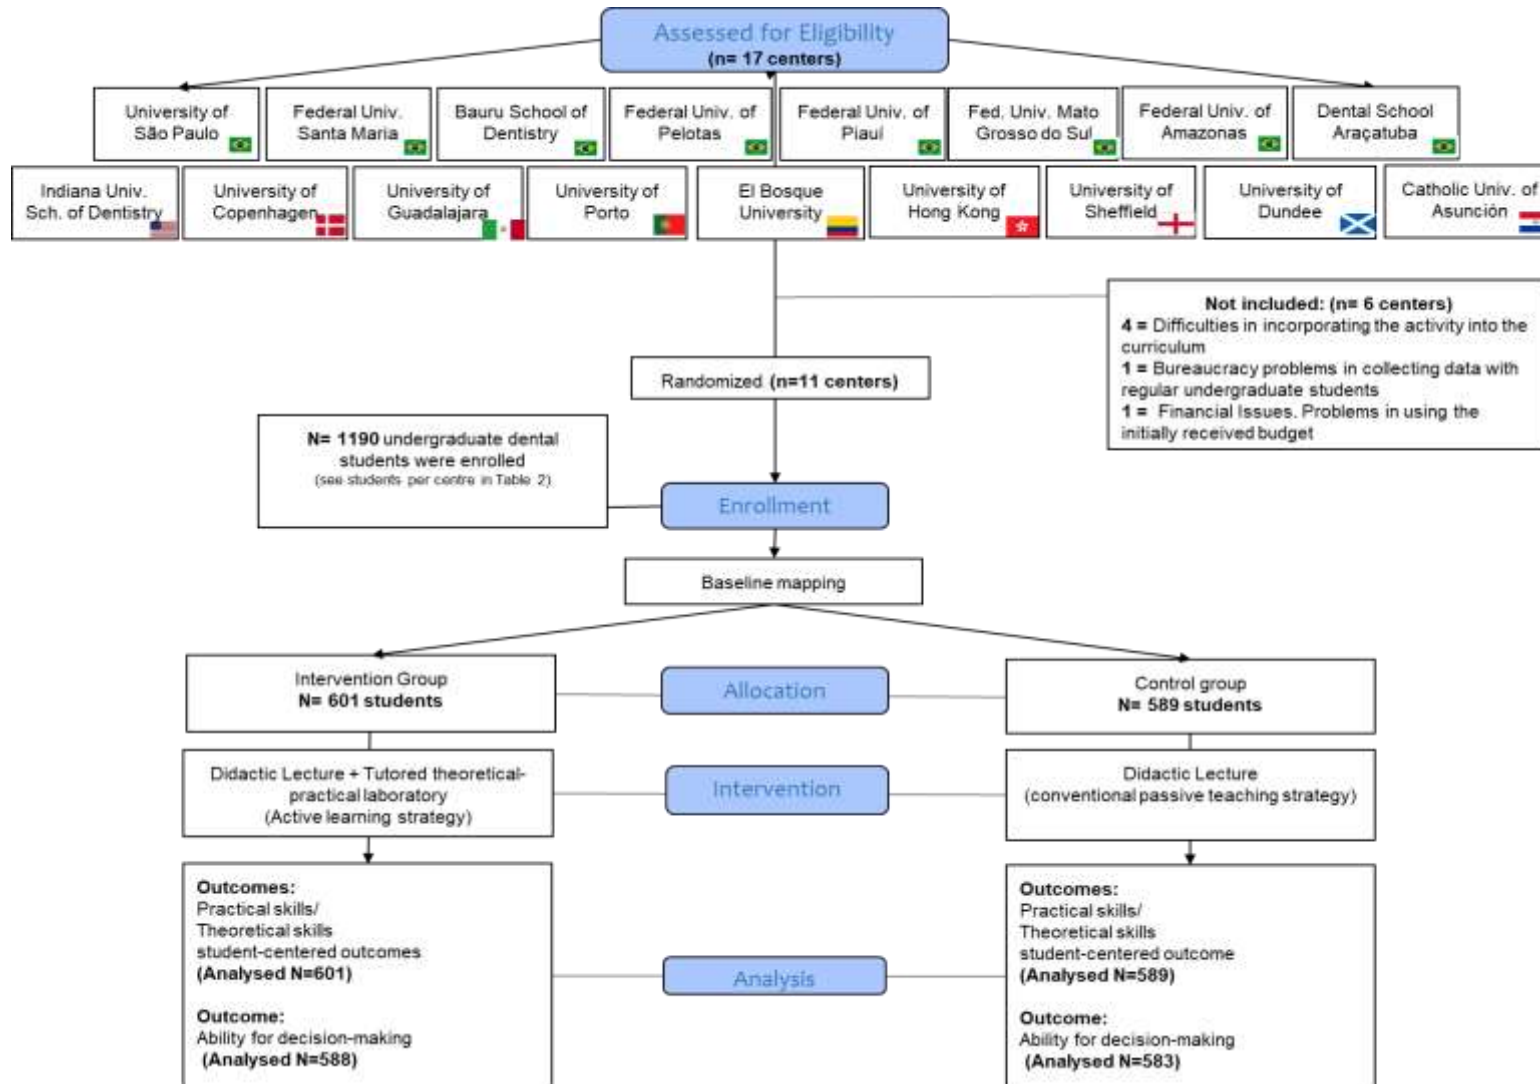 Assessed for Eligibility
(n= 17 centers)
University of
São Paulo
Federal Univ.
Santa Maria
Bauru School of
Dentistry
Federal Univ. of
Pelotas
Federal Univ. of
Piauí
Fed. Univ. Mato
Grosso do Sul
Federal Univ. of
Amazonas
Dental School
Araçatuba
Indiana Univ.
Sch. of Dentistry
University of
Copenhagen
University of
Guadalajara
University of
Porto
El Bosque
University
University of
Hong Kong
University of
Sheffield
University of
Dundee
Catholic Univ. of
Asunción
Not included: (n= 6 centers)
4 = Difficulties in incorporating the activity into the
curriculum
1 = Bureaucracy problems in collecting data with
regular undergraduate students
1 = Financial Issues. Problems in using the
initially received budget
Randomized (n=11 centers)
N= 1190 undergraduate dental
students were enrolled
(see students per centre in Table 2)
Enrollment
Baseline mapping
Intervention Group
N= 601 students
Allocation
Control group
N= 589 students
Didactic Lecture + Tutored theoretical-
practical laboratory
(Active learning strategy)
Intervention
Didactic Lecture
(conventional passive teaching strategy)
Outcomes:
Practical skills/
Theoretical skills
student-centered outcomes
(Analysed N=601)
Outcome:
Ability for decision-making
(Analysed N=588)
Analysis
Outcomes:
Practical skills/
Theoretical skills
student-centered outcome
(Analysed N=589)
Outcome:
Ability for decision-making
(Analysed N=583)